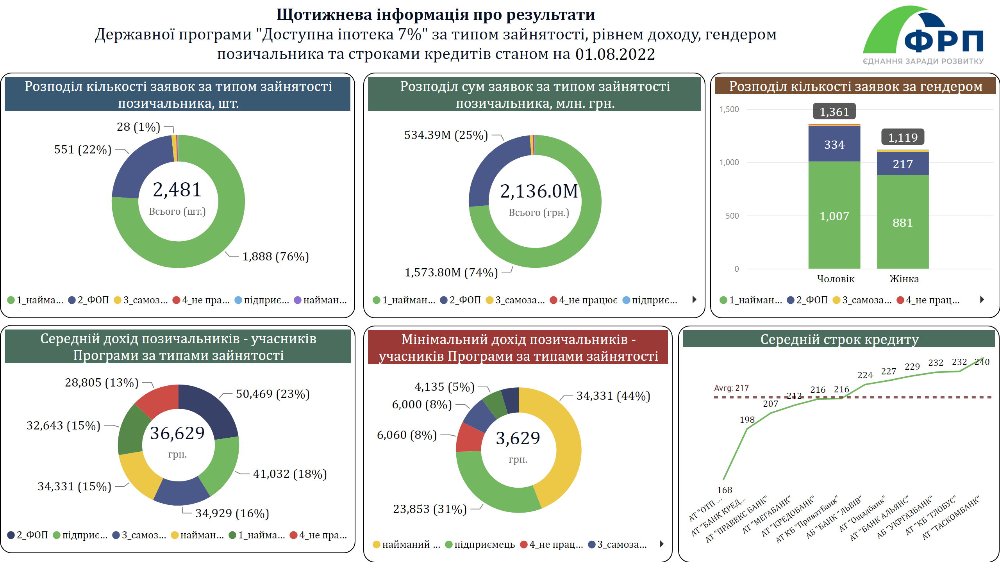 Щотижнева інформація про результати
Державної програми "Доступна іпотека 7%" за типом зайнятості, рівнем доходу, гендером
позичальника та строками кредитів станом на 01.08.2022
ФРП
ЄДНАННЯ ЗАРАДИ РОЗВИТКУ
Розподіл кількості заявок за типом зайнятості
позичальника, шт.
28 (1%)
551 (22%)
2,481
Всього (шт.)
1,888 (76%)
1_найма... 2_ФОП 3_самоз... 4_не пра... підприє... найман...
Розподіл сум заявок за типом зайнятості
позичальника, млн. грн.
534.39M (25%)
2,136.0M
Всього (грн.)
1,573.80M (74%)
1_найман... 2_ФОП 3_самоза... 4_не працює підприє...
Розподіл кількості заявок за гендером
1,500
1,000
500
0
1,361
334
1,007
1,119
217
881
Чоловік Жінка
1_найман... 2_ФОП 3_самоза... 4_не прац...
Середній дохід позичальників - учасників
Програми за типами зайнятості
28,805 (13%)
50,469 (23%)
32,643 (15%)
36,629
грн.
41,032 (18%)
34,331 (15%)
34,929 (16%)
2_ФОП підприє... 3_самоз... найман... 1_найма... 4_не пра...
Мінімальний дохід позичальників -
учасників Програми за типами зайнятості
4,135 (5%)
34,331 (44%)
6,000 (8%)
6,060 (8%)
3,629
грн.
23,853 (31%)
найманий ... підприємець 4_не прац... 3_самоза...
Середній строк кредиту
Avrg: 217
168
198
207
212
216
216
224
227
229
232
232
240
АТ "ОТП ...
АТ "БАНК КРЕД...
АТ "ПРАВЕКС БАНК"
АТ "МЕГАБАНК"
АТ "КРЕДОБАНК"
АТ КБ "ПриватБанк"
АБ "БАНК "ЛЬВІВ"
АТ "Ощадбанк"
АТ "БАНК АЛЬЯНС"
АБ "УКРГАЗБАНК"
АТ "КБ "ГЛОБУС"
АТ "ТАСКОМБАНК"